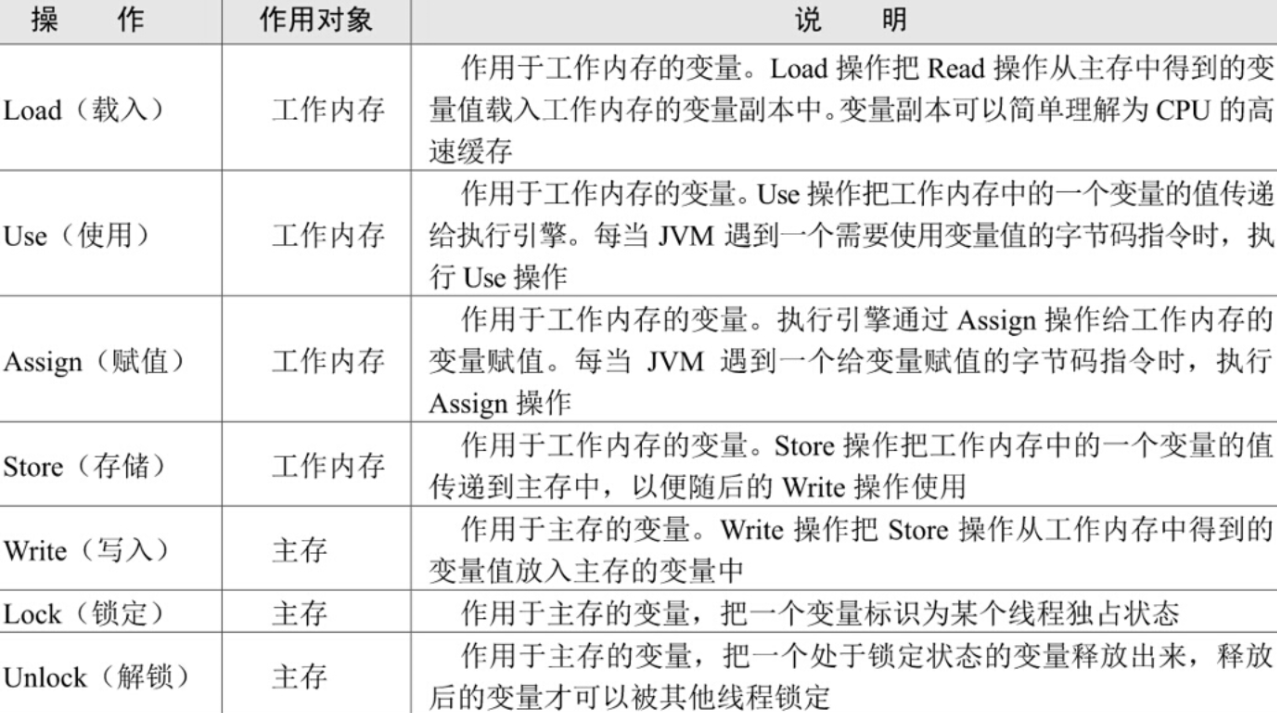 操 作 作用对象 说 明
作用于工作内存的变量。Load 操作把 Read 操作从主存中得到的变
Load（载入） 工作内存 量值载入工作内存的变量副本中。变量副本可以简单理解为 CPU 的高
速缓存
作用于工作内存的变量。Use 操作把工作内存中的一个变量的值传递
Use（使用） 工作内存 给执行引擎。每当 JVM 遇到一个需要使用变量值的字节码指令时，执
行 Use 操作
作用于工作内存的变量。执行引擎通过 Assign 操作给工作内存的
Assign（赋值） 工作内存 变量赋值。每当 JVM 遇到一个给变量赋值的字节码指令时，执行
Assign 操作
作用于工作内存的变量。Store 操作把工作内存中的一个变量的值
Store（存储） 工作内存 传递到主存中，以便随后的 Write 操作使用
作用于主存的变量。Write 操作把 Store 操作从工作内存中得到的
Write（写入） 主存 变量值放入主存的变量中
Lock（锁定） 主存 作用于主存的变量，把一个变量标识为某个线程独占状态
作用于主存的变量，把一个处于锁定状态的变量释放出来，释放
Unlock（解锁） 主存 后的变量才可以被其他线程锁定